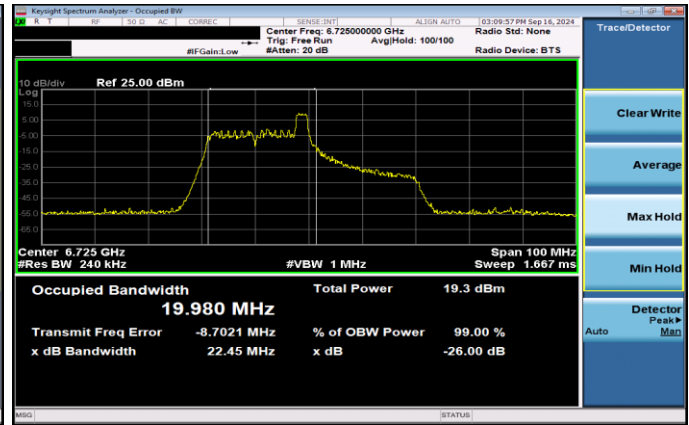 Keysight Spectrum Analyzer - Occupied BW
R T RF 50 Ω AC CORREC SENSE:INT ALIGN AUTO 03:09:57 PM Sep 16, 2024
Center Freq: 6.725000000 GHz Radio Std: None
Trig: Free Run Avg|Hold: 100/100
#IFGain:Low #Atten: 20 dB Radio Device: BTS
10 dB/div Ref 25.00 dBm
Log
15.0
5.00
-5.00
-15.0
-25.0
-35.0
-45.0
-55.0
-65.0
Center 6.725 GHz Span 100 MHz
#Res BW 240 kHz #VBW 1 MHz Sweep 1.667 ms
Occupied Bandwidth Total Power 19.3 dBm
19.980 MHz
Transmit Freq Error -8.7021 MHz % of OBW Power 99.00 %
x dB Bandwidth 22.45 MHz x dB -26.00 dB
MSG STATUS
Trace/Detector
Clear Write
Average
Max Hold
Min Hold
Detector
Peak▶
Auto Man